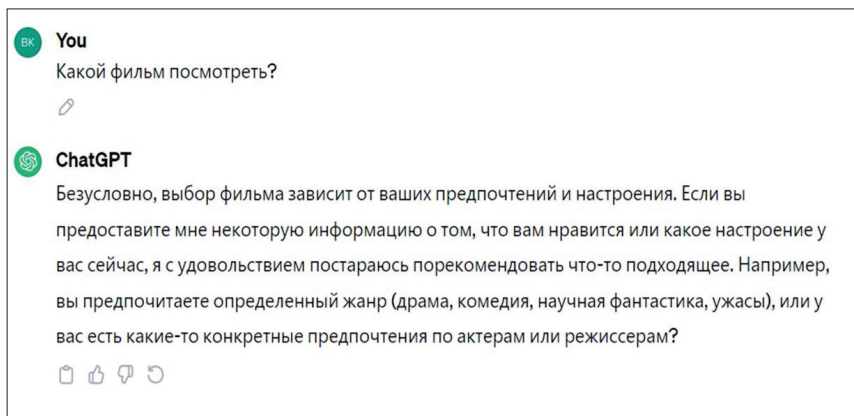 BK
You
Какой фильм посмотреть?
ChatGPT
Безусловно, выбор фильма зависит от ваших предпочтений и настроения. Если вы
предоставите мне некоторую информацию о том, что вам нравится или какое настроение у
вас сейчас, я с удовольствием постараюсь порекомендовать что-то подходящее. Например,
вы предпочитаете определенный жанр (драма, комедия, научная фантастика, ужасы), или у
вас есть какие-то конкретные предпочтения по актерам или режиссерам?